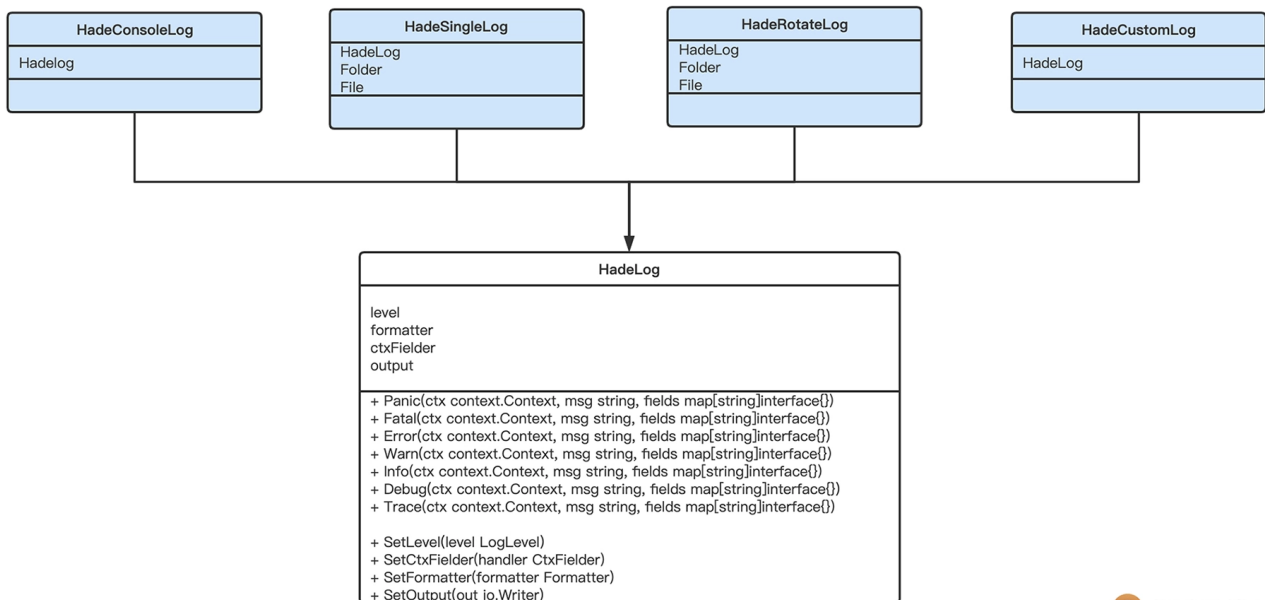 HadeConsoleLog
Hadelog
HadeSingleLog
HadeLog
Folder
File
HadeRotateLog
HadeLog
Folder
File
HadeCustomLog
HadeLog
HadeLog
level
formatter
ctxFielder
output
+ Panic(ctx context.Context, msg string, fields map[string]interface{})
+ Fatal(ctx context.Context, msg string, fields map[string]interface{})
+ Error(ctx context.Context, msg string, fields map[string]interface{})
+ Warn(ctx context.Context, msg string, fields map[string]interface{})
+ Info(ctx context.Context, msg string, fields map[string]interface{})
+ Debug(ctx context.Context, msg string, fields map[string]interface{})
+ Trace(ctx context.Context, msg string, fields map[string]interface{})
+ SetLevel(level LogLevel)
+ SetCtxFielder(handler CtxFielder)
+ SetFormatter(formatter Formatter)
+ SetOutput(out io.Writer)